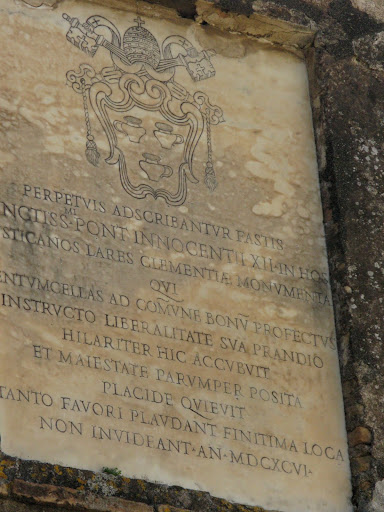 PERPETVIS ADSCRIBANTVR FASTIS
NCTISS·MI PONT INNOCENTII XII·IN HOS
STICANOS LARES CLEMENTIÆ MONVMENTA
QVI
ENTVMCELLAS AD COMVNE BONV̄ PROFECTVS
INSTRVCTO LIBERALITATE SVA PRANDIO
HILARITER HIC ACCVBVIT
ET MAIESTATE PARVMPER POSITA
PLACIDE QVIEVIT
TANTO FAVORI PLAVDANT FINITIMA LOCA
NON INVIDEANT·AN·MDCXCVI·